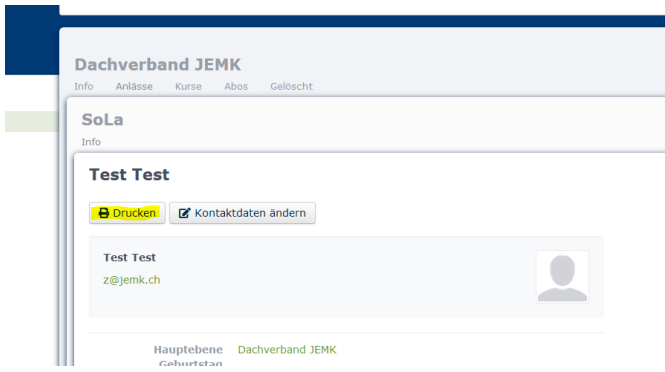 Dachverband JEMK
Info Anlässe Kurse Abos Gelöscht
SoLa
Info
Test Test
Drucken Kontaktdaten ändern
Test Test
z@jemk.ch
Hauptebene Dachverband JEMK
Geburtstag